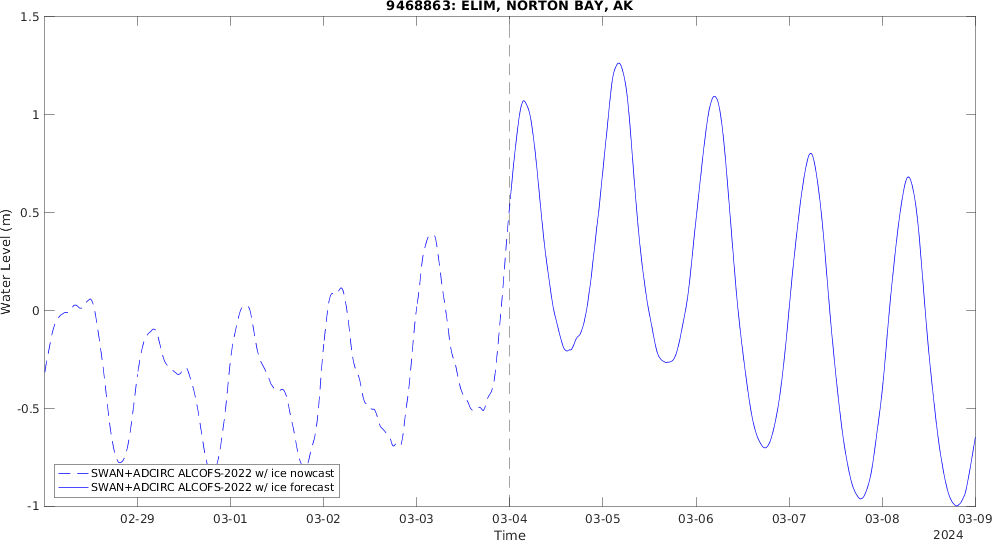 9468863: ELIM, NORTON BAY, AK
1.5
1
0.5
0
-0.5
-1
Water Level (m)
SWAN+ADCIRC ALCOFS-2022 w/ ice nowcast
SWAN+ADCIRC ALCOFS-2022 w/ ice forecast
02-29 03-01 03-02 03-03 03-04 03-05 03-06 03-07 03-08 03-09
Time
2024